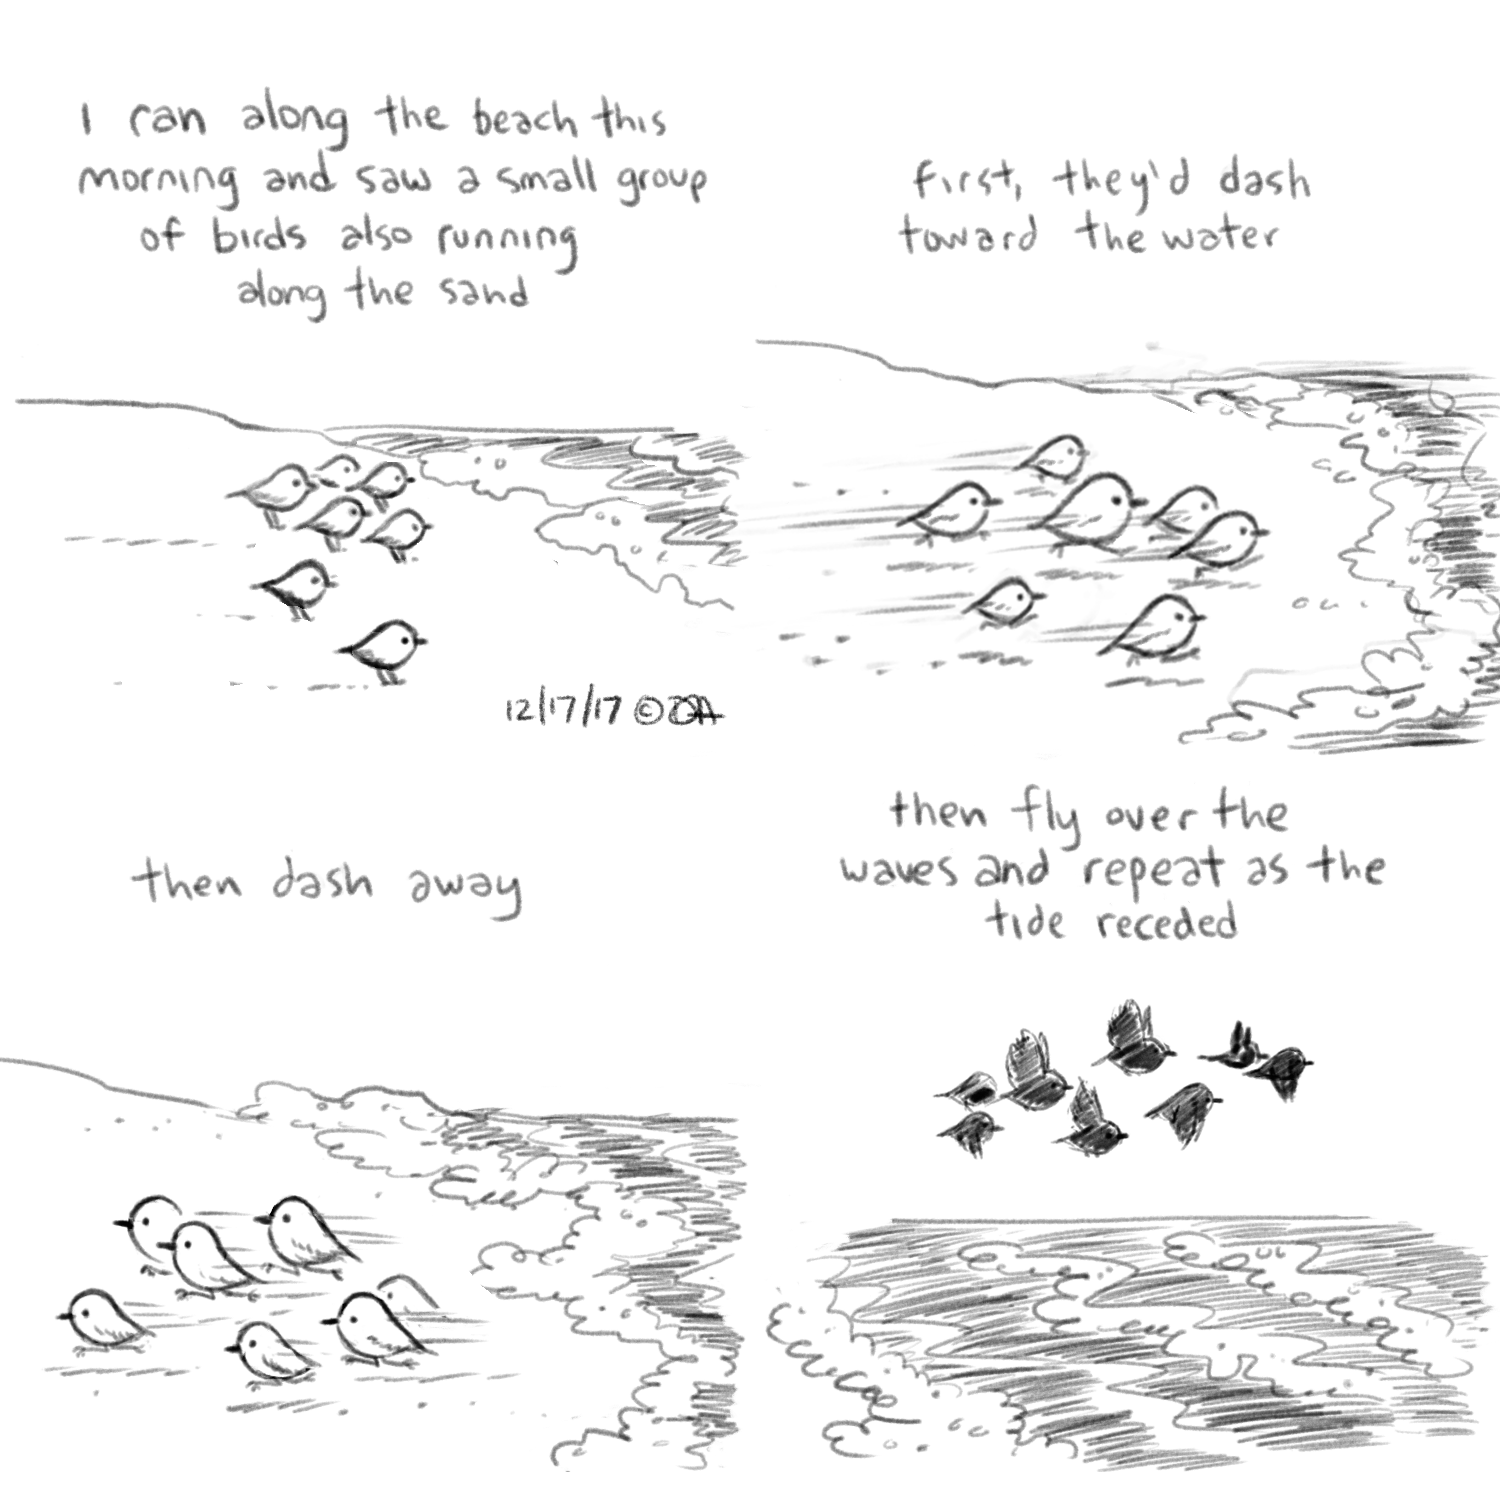 I ran along the beach this
morning and saw a small group
of birds also running
along the sand
12/17/17 ©
first, they'd dash
toward the water
then dash away
then fly over the
waves and repeat as the
tide receded